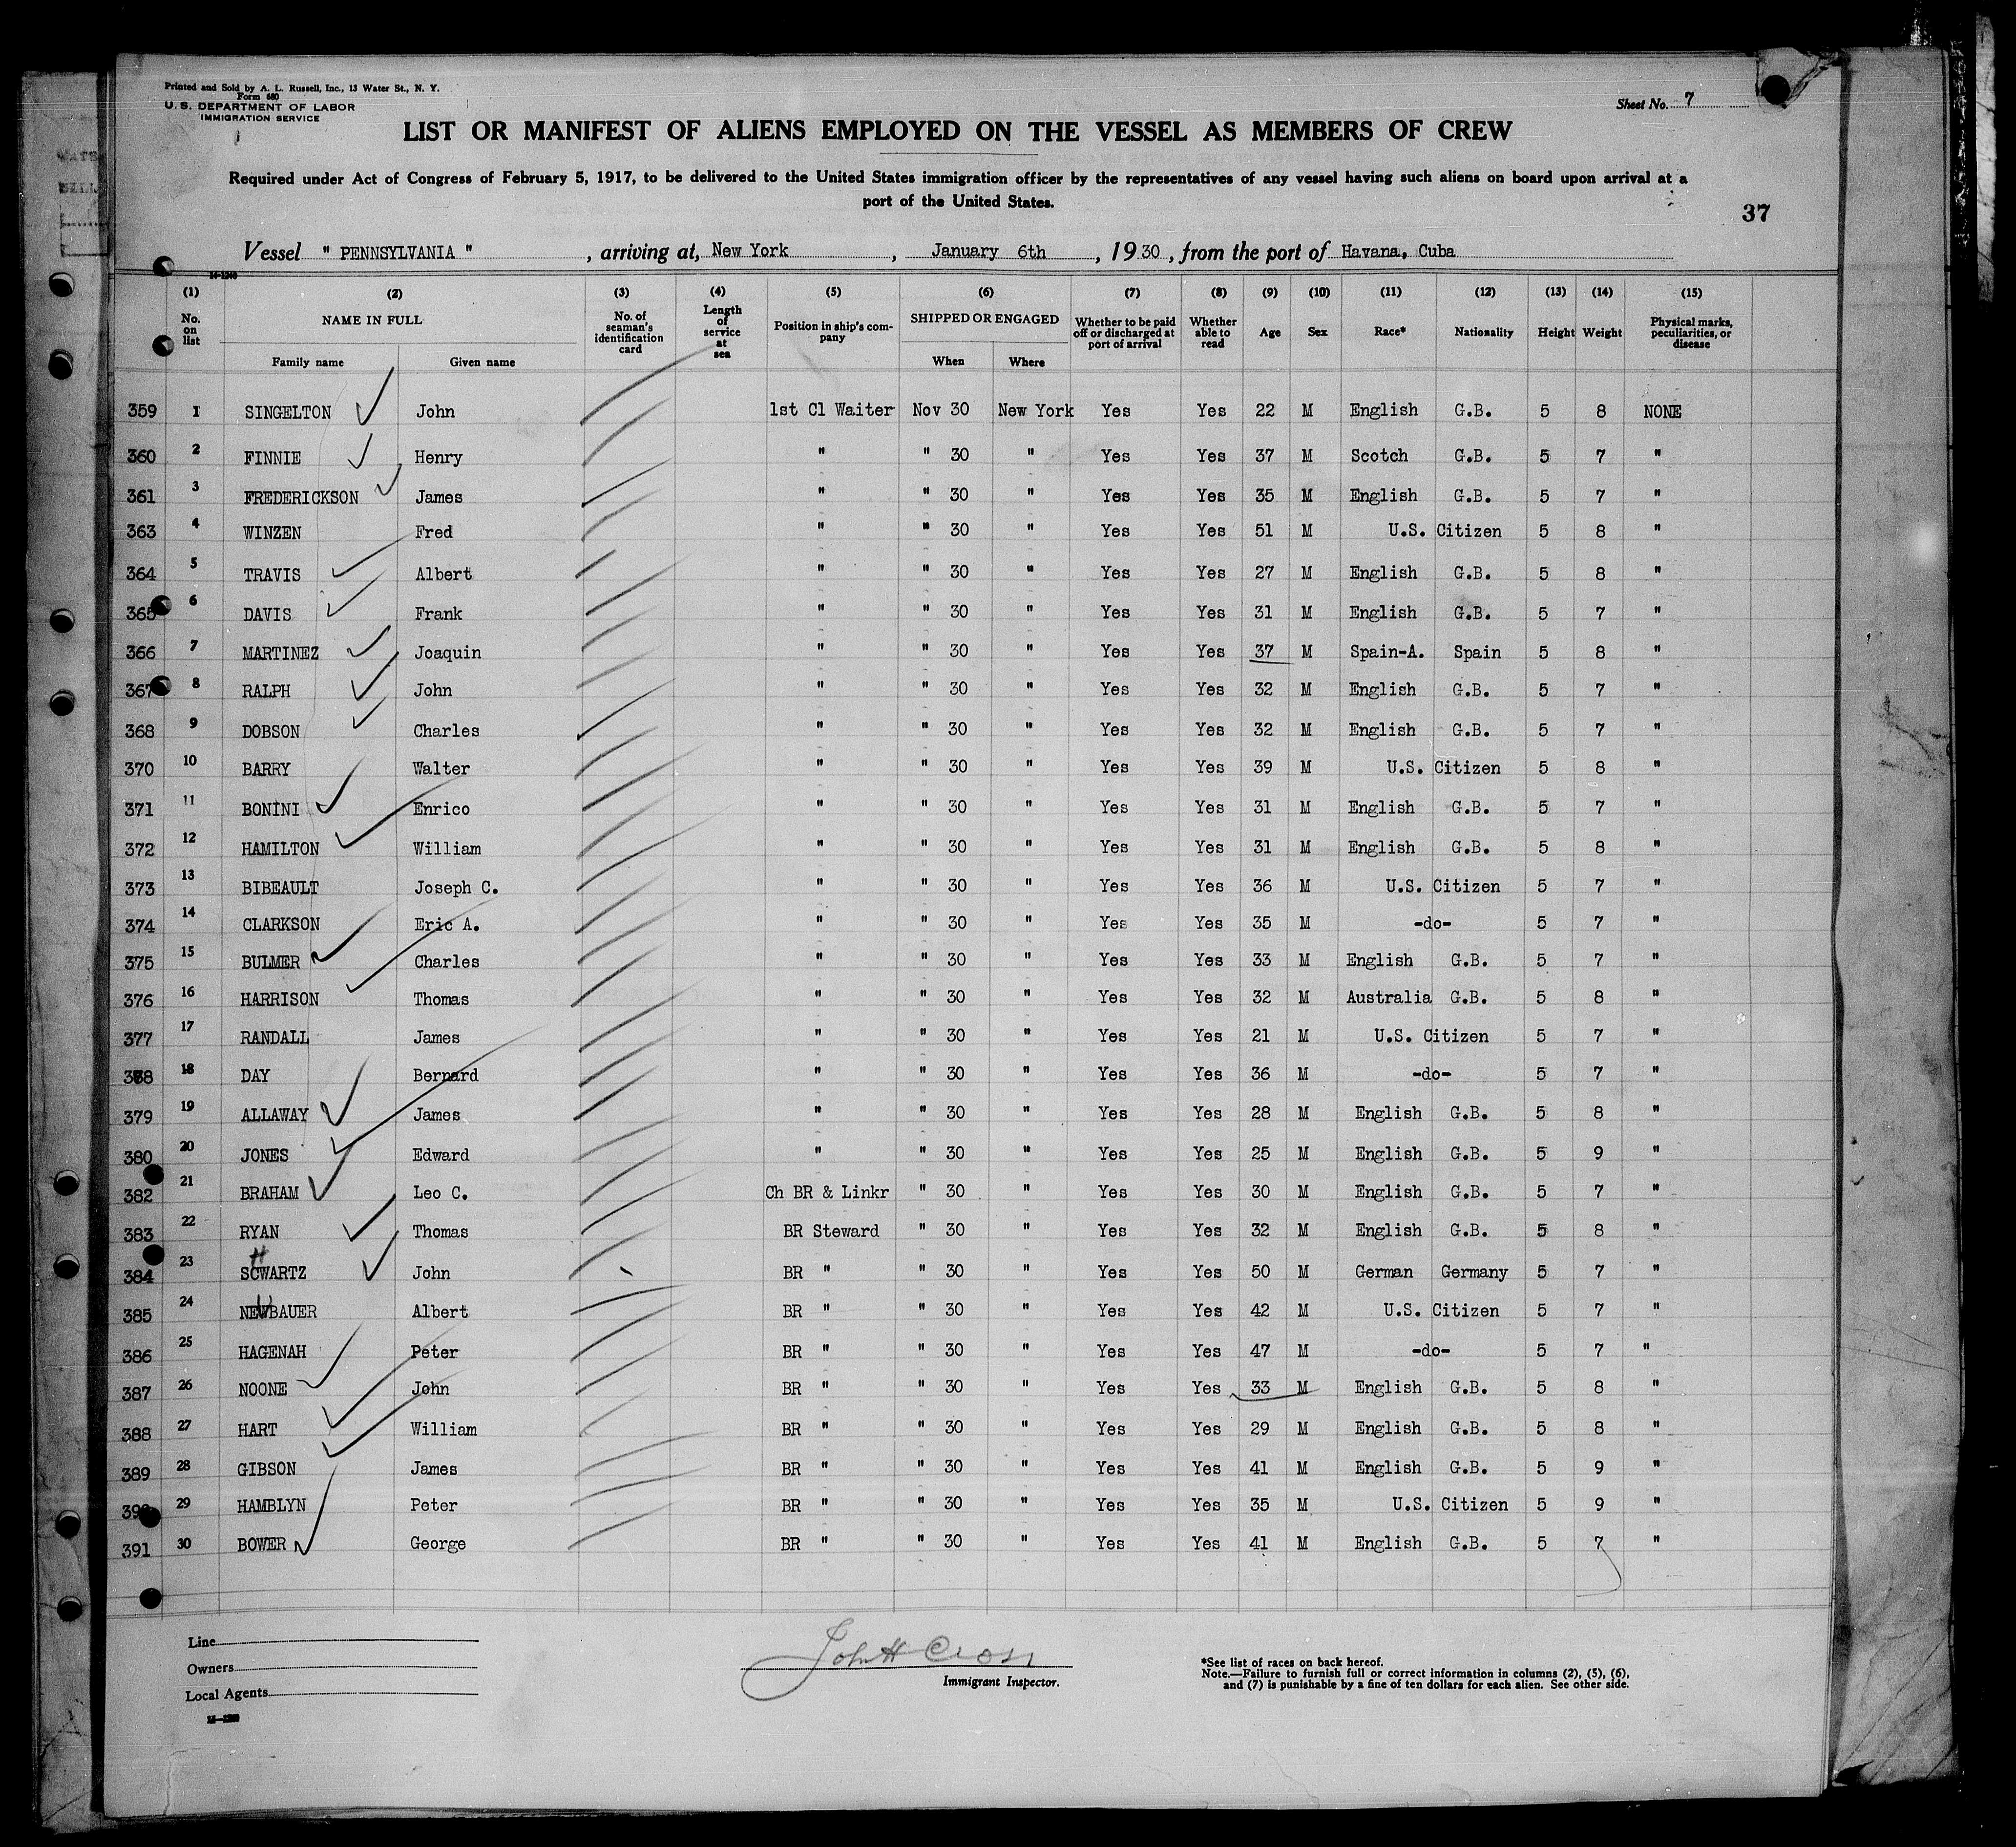 Printed and Sold by A. L. Russell, Inc., 13 Water St., N. Y.
Form 680
U. S. DEPARTMENT OF LABOR
IMMIGRATION SERVICE
Sheet No. 7
LIST OR MANIFEST OF ALIENS EMPLOYED ON THE VESSEL AS MEMBERS OF CREW
Required under Act of Congress of February 5, 1917, to be delivered to the United States immigration officer by the representatives of any vessel having such aliens on board upon arrival at a
port of the United States.
37
Vessel " PENNSYLVANIA " , arriving at, New York , January 6th , 1930, from the port of Havana, Cuba
(1) (2) (3) (4) (5) (6) (7) (8) (9) (10) (11) (12) (13) (14) (15)
No. on list NAME IN FULL Family name Given name No. of seaman's identification card Length of service at sea Position in ship's company SHIPPED OR ENGAGED When Where Whether to be paid off or discharged at port of arrival Whether able to read Age Sex Race* Nationality Height Weight Physical marks, peculiarities, or disease
359 1 SINGELTON John 1st Cl Waiter Nov 30 New York Yes Yes 22 M English G.B. 5 8 NONE
360 2 FINNIE Henry " " 30 " Yes Yes 37 M Scotch G.B. 5 7 "
361 3 FREDERICKSON James " " 30 " Yes Yes 35 M English G.B. 5 7 "
363 4 WINZEN Fred " " 30 " Yes Yes 51 M U.S. Citizen 5 8 "
364 5 TRAVIS Albert " " 30 " Yes Yes 27 M English G.B. 5 8 "
365 6 DAVIS Frank " " 30 " Yes Yes 31 M English G.B. 5 7 "
366 7 MARTINEZ Joaquin " " 30 " Yes Yes 37 M Spain-A. Spain 5 8 "
367 8 RALPH John " " 30 " Yes Yes 32 M English G.B. 5 7 "
368 9 DOBSON Charles " " 30 " Yes Yes 32 M English G.B. 5 7 "
370 10 BARRY Walter " " 30 " Yes Yes 39 M U.S. Citizen 5 8 "
371 11 BONINI Enrico " " 30 " Yes Yes 31 M English G.B. 5 7 "
372 12 HAMILTON William " " 30 " Yes Yes 31 M English G.B. 5 8 "
373 13 BIBEAULT Joseph C. " " 30 " Yes Yes 36 M U.S. Citizen 5 7 "
374 14 CLARKSON Eric A. " " 30 " Yes Yes 35 M -do- 5 7 "
375 15 BULMER Charles " " 30 " Yes Yes 33 M English G.B. 5 7 "
376 16 HARRISON Thomas " " 30 " Yes Yes 32 M Australia G.B. 5 8 "
377 17 RANDALL James " " 30 " Yes Yes 21 M U.S. Citizen 5 7 "
378 18 DAY Bernard " " 30 " Yes Yes 36 M -do- 5 7 "
379 19 ALLAWAY James " " 30 " Yes Yes 28 M English G.B. 5 8 "
380 20 JONES Edward " " 30 " Yes Yes 25 M English G.B. 5 9 "
382 21 BRAHAM Leo C. Ch BR & Linkr " 30 " Yes Yes 30 M English G.B. 5 7 "
383 22 RYAN Thomas BR Steward " 30 " Yes Yes 32 M English G.B. 5 8 "
384 23 SCHWARTZ John BR " " 30 " Yes Yes 50 M German Germany 5 7 "
385 24 NEUBAUER Albert BR " " 30 " Yes Yes 42 M U.S. Citizen 5 7 "
386 25 HAGENAH Peter BR " " 30 " Yes Yes 47 M -do- 5 7 "
387 26 NOONE John BR " " 30 " Yes Yes 33 M English G.B. 5 8 "
388 27 HART William BR " " 30 " Yes Yes 29 M English G.B. 5 8 "
389 28 GIBSON James BR " " 30 " Yes Yes 41 M English G.B. 5 9 "
390 29 HAMBLYN Peter BR " " 30 " Yes Yes 35 M U.S. Citizen 5 9 "
391 30 BOWER George BR " " 30 " Yes Yes 41 M English G.B. 5 7 "
Line
Owners
Local Agents
John H Cross
Immigrant Inspector.
*See list of races on back hereof.
Note.—Failure to furnish full or correct information in columns (2), (5), (6),
and (7) is punishable by a fine of ten dollars for each alien. See other side.